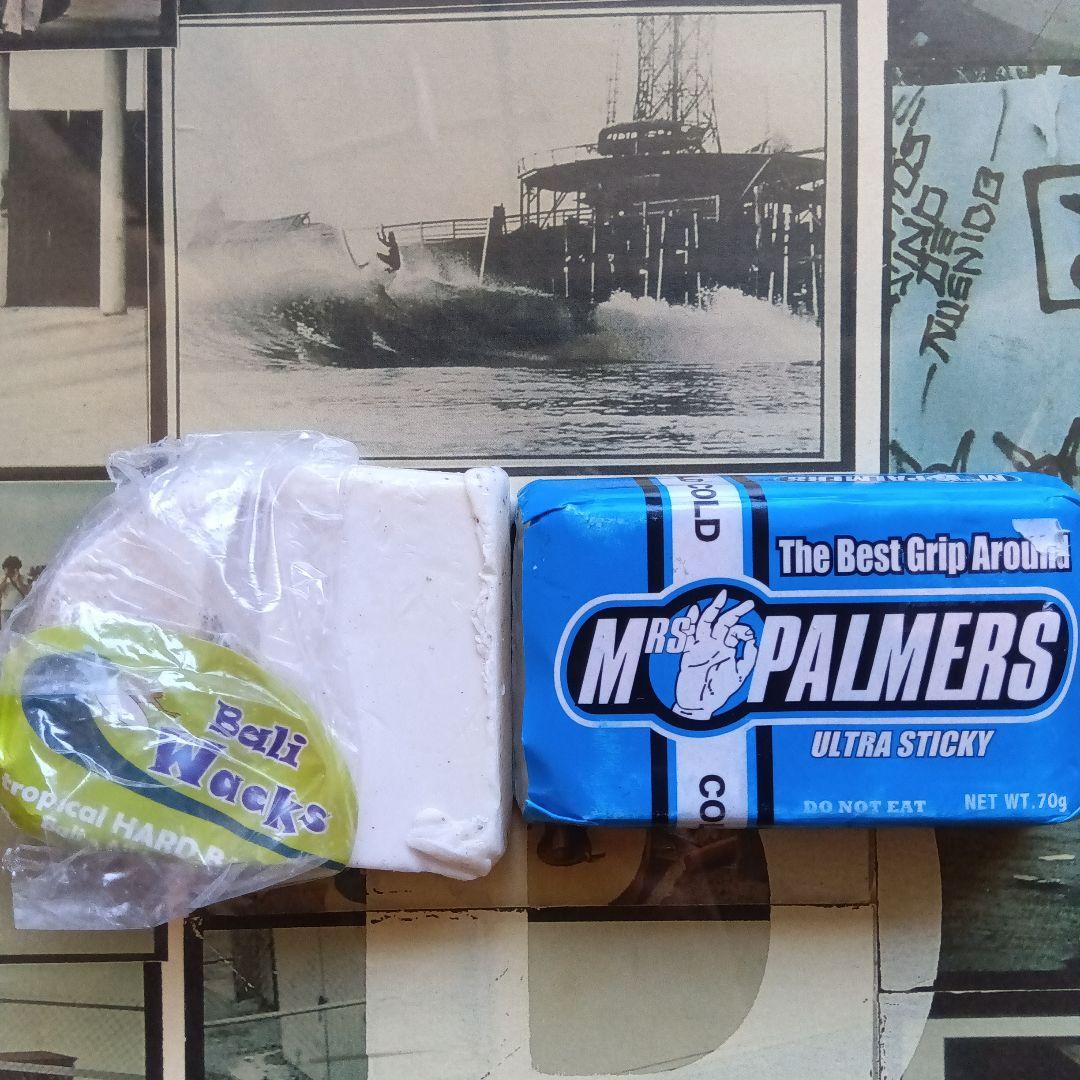 COLD
The Best Grip Around
MRS PALMERS
ULTRA STICKY
DO NOT EAT
NET WT. 70g
Bali
Wacks
tropical HARD